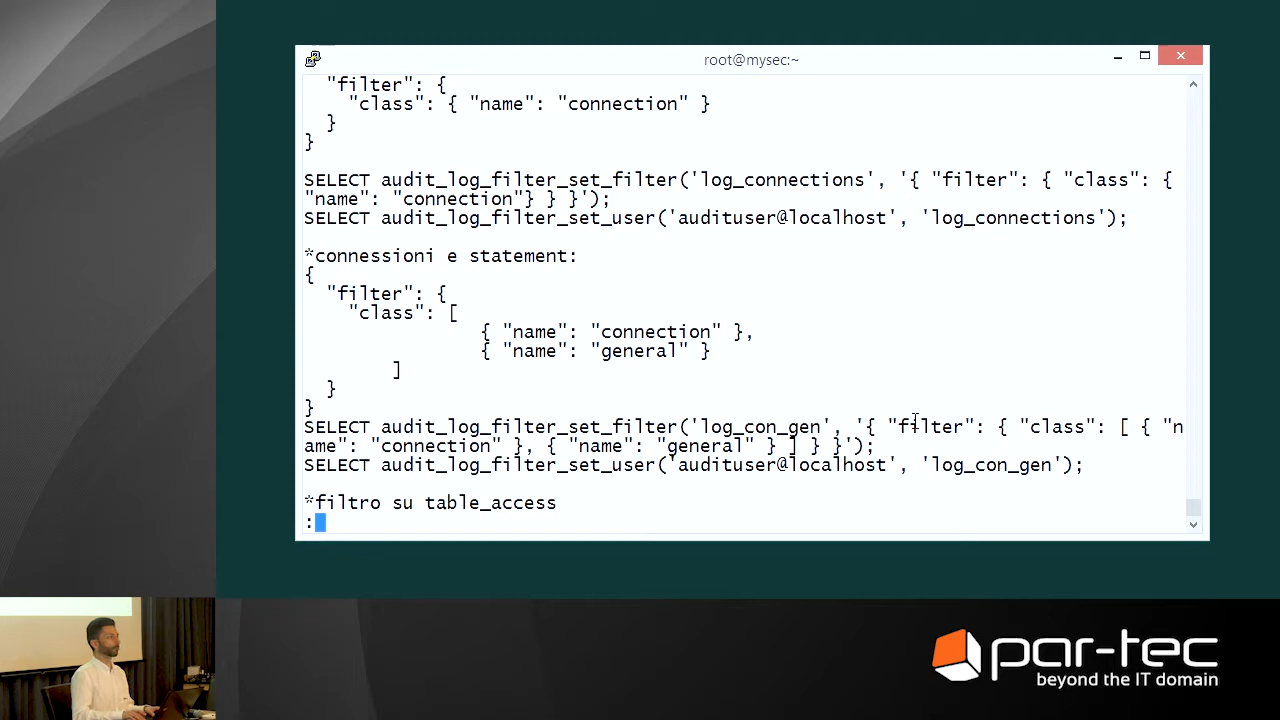 root@mysec:~
"filter": {
"class": { "name": "connection" }
}
}
SELECT audit_log_filter_set_filter('log_connections', '{ "filter": { "class": {
"name": "connection"} } }');
SELECT audit_log_filter_set_user('audituser@localhost', 'log_connections');
*connessioni e statement:
{
"filter": {
"class": [
{ "name": "connection" },
{ "name": "general" }
]
}
}
SELECT audit_log_filter_set_filter('log_con_gen', '{ "filter": { "class": [ { "n
ame": "connection" }, { "name": "general" } ] } }');
SELECT audit_log_filter_set_user('audituser@localhost', 'log_con_gen');
*filtro su table_access
:
par-tec
beyond the IT domain